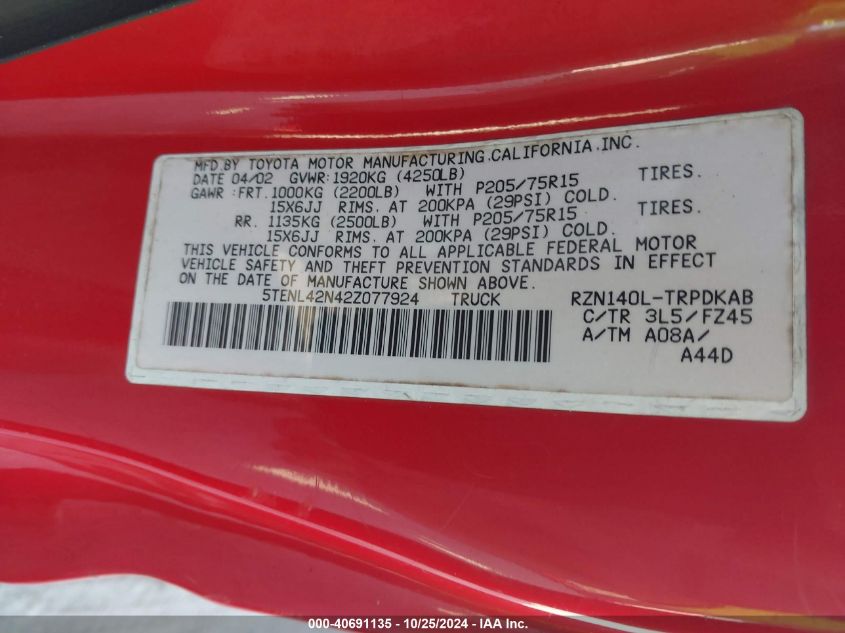 MFD.BY TOYOTA MOTOR MANUFACTURING.CALIFORNIA.INC.
DATE 04/02 GVWR:1920KG (4250LB)
GAWR :FRT.1000KG (2200LB) WITH P205/75R15 TIRES.
15X6JJ RIMS. AT 200KPA (29PSI) COLD.
RR. 1135KG (2500LB) WITH P205/75R15 TIRES.
15X6JJ RIMS. AT 200KPA (29PSI) COLD.
THIS VEHICLE CONFORMS TO ALL APPLICABLE FEDERAL MOTOR
VEHICLE SAFETY AND THEFT PREVENTION STANDARDS IN EFFECT
ON THE DATE OF MANUFACTURE SHOWN ABOVE.
5TENL42N42Z077924 TRUCK RZN140L-TRPDKAB
C/TR 3L5/FZ45
A/TM A08A/
A44D
000-40691135 - 10/25/2024 - IAA Inc.